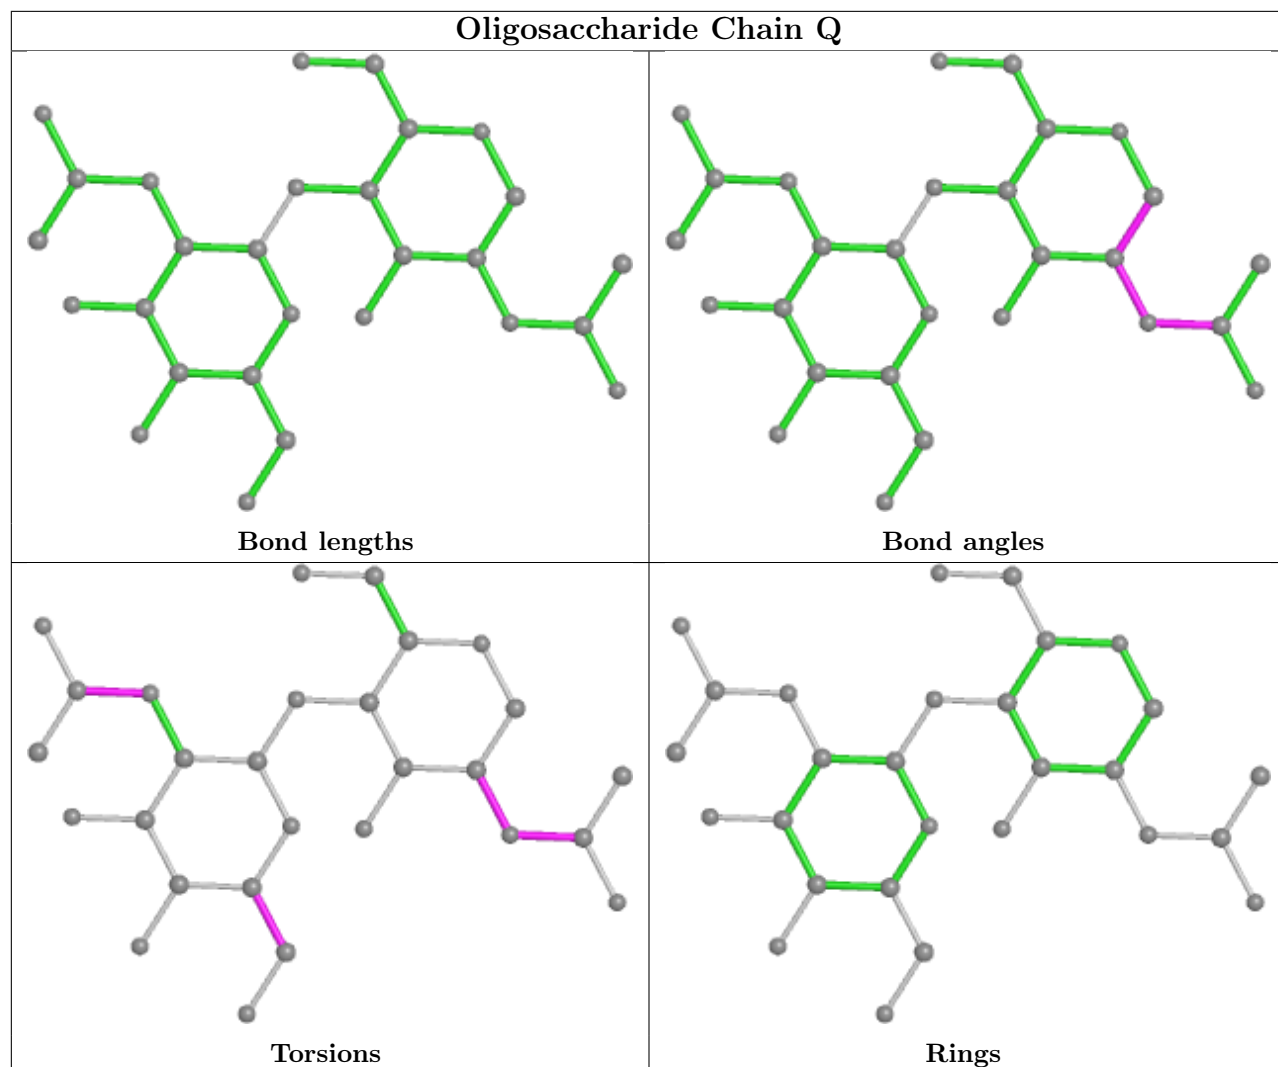 Oligosaccharide Chain Q
Bond lengths
Bond angles
Torsions
Rings